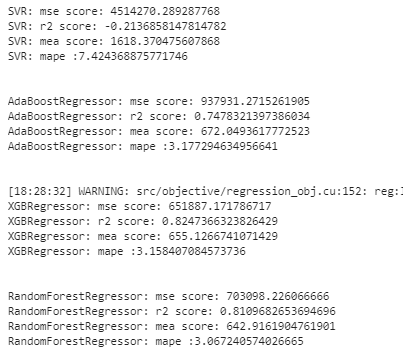 SVR: mse score: 4514270.289287768
SVR: r2 score: -0.2136858147814782
SVR: mea score: 1618.370475607868
SVR: mape :7.424368875771746
AdaBoostRegressor: mse score: 937931.2715261905
AdaBoostRegressor: r2 score: 0.7478321397386034
AdaBoostRegressor: mea score: 672.0493617772523
AdaBoostRegressor: mape :3.177294634956641
[18:28:32] WARNING: src/objective/regression_obj.cu:152: reg:
XGBRegressor: mse score: 651887.171786717
XGBRegressor: r2 score: 0.8247366323826429
XGBRegressor: mea score: 655.1266741071429
XGBRegressor: mape :3.158407084573736
RandomForestRegressor: mse score: 703098.226066666
RandomForestRegressor: r2 score: 0.8109682653694696
RandomForestRegressor: mea score: 642.9161904761901
RandomForestRegressor: mape :3.067240574026665